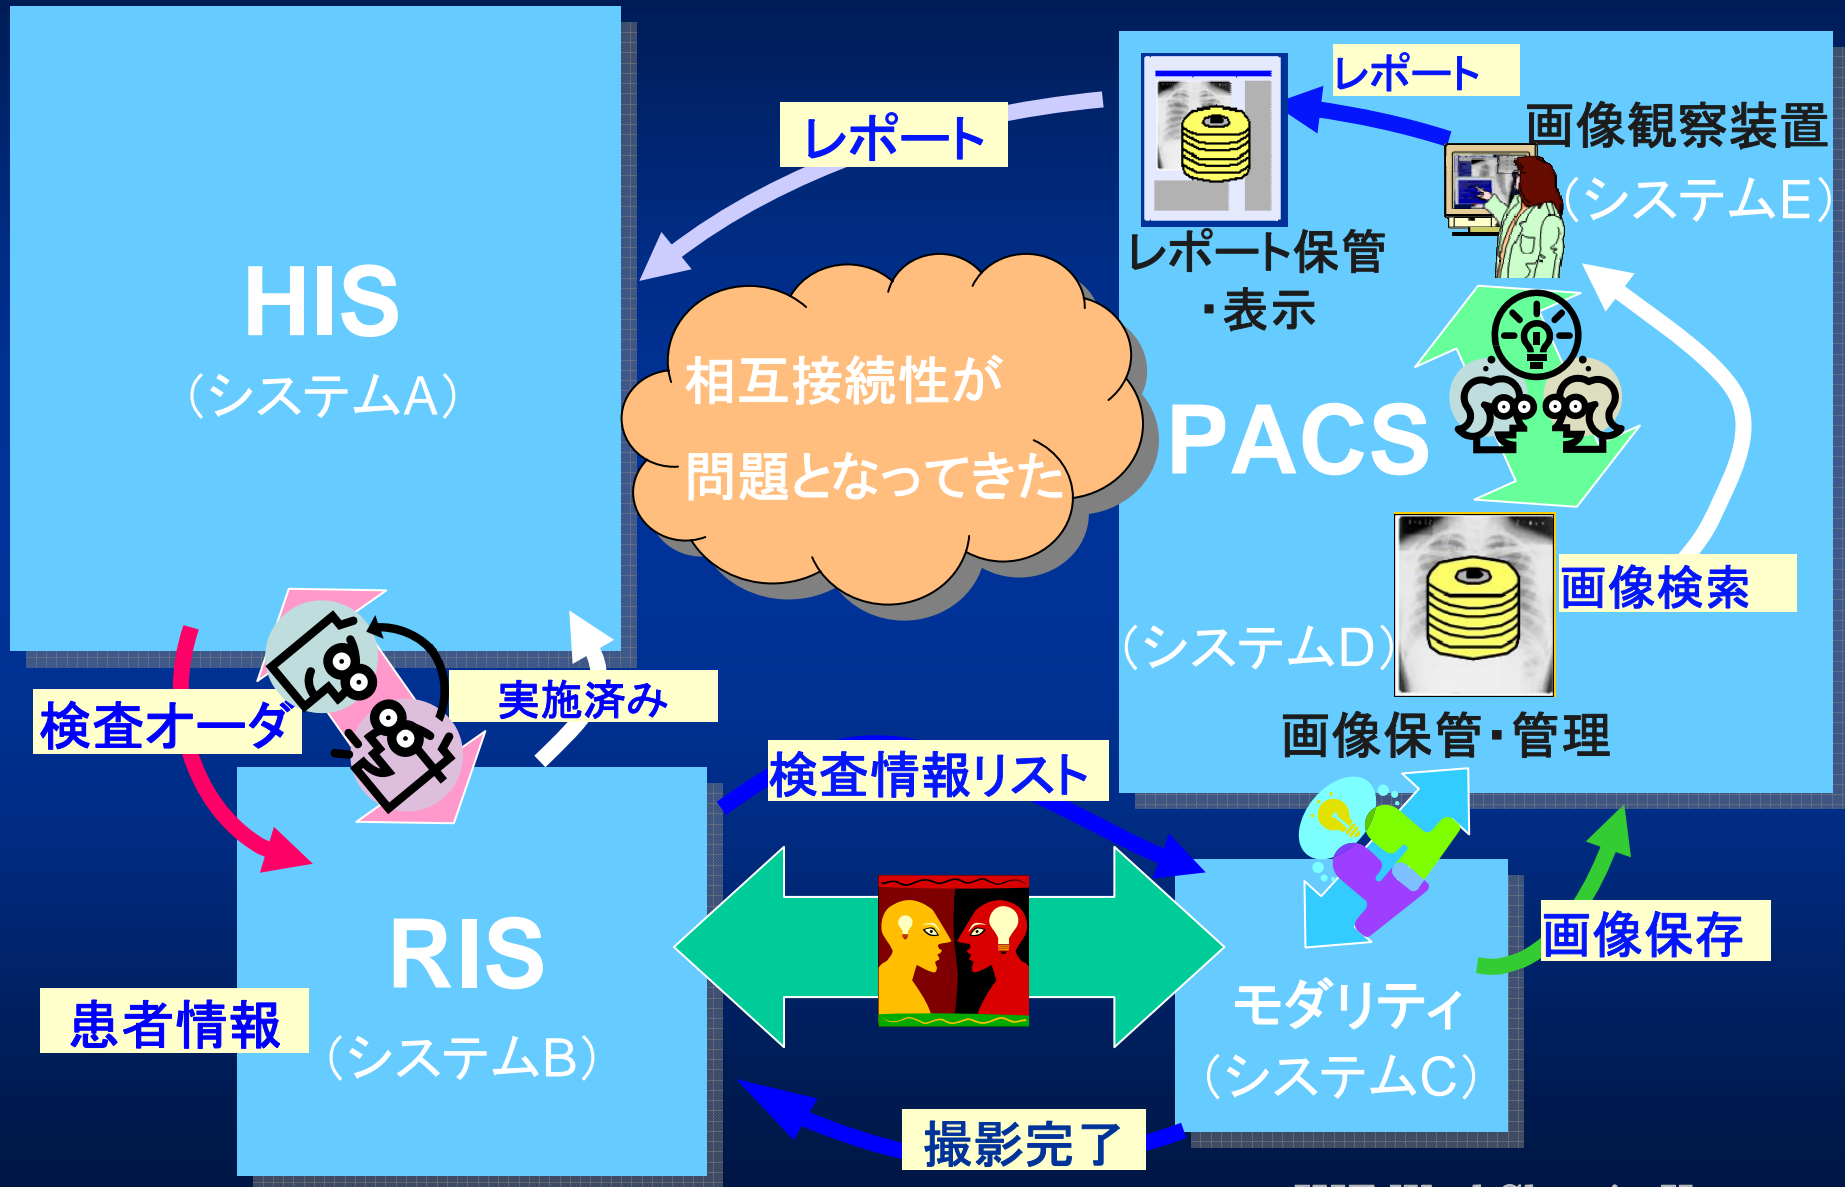 HIS
（システムA）
レポート
レポート
画像観察装置
（システムE）
レポート保管
・表示
相互接続性が
問題となってきた
PACS
画像検索
（システムD）
画像保管・管理
検査オーダ
実施済み
検査情報リスト
RIS
（システムB）
患者情報
モダリティ
（システムC）
画像保存
撮影完了